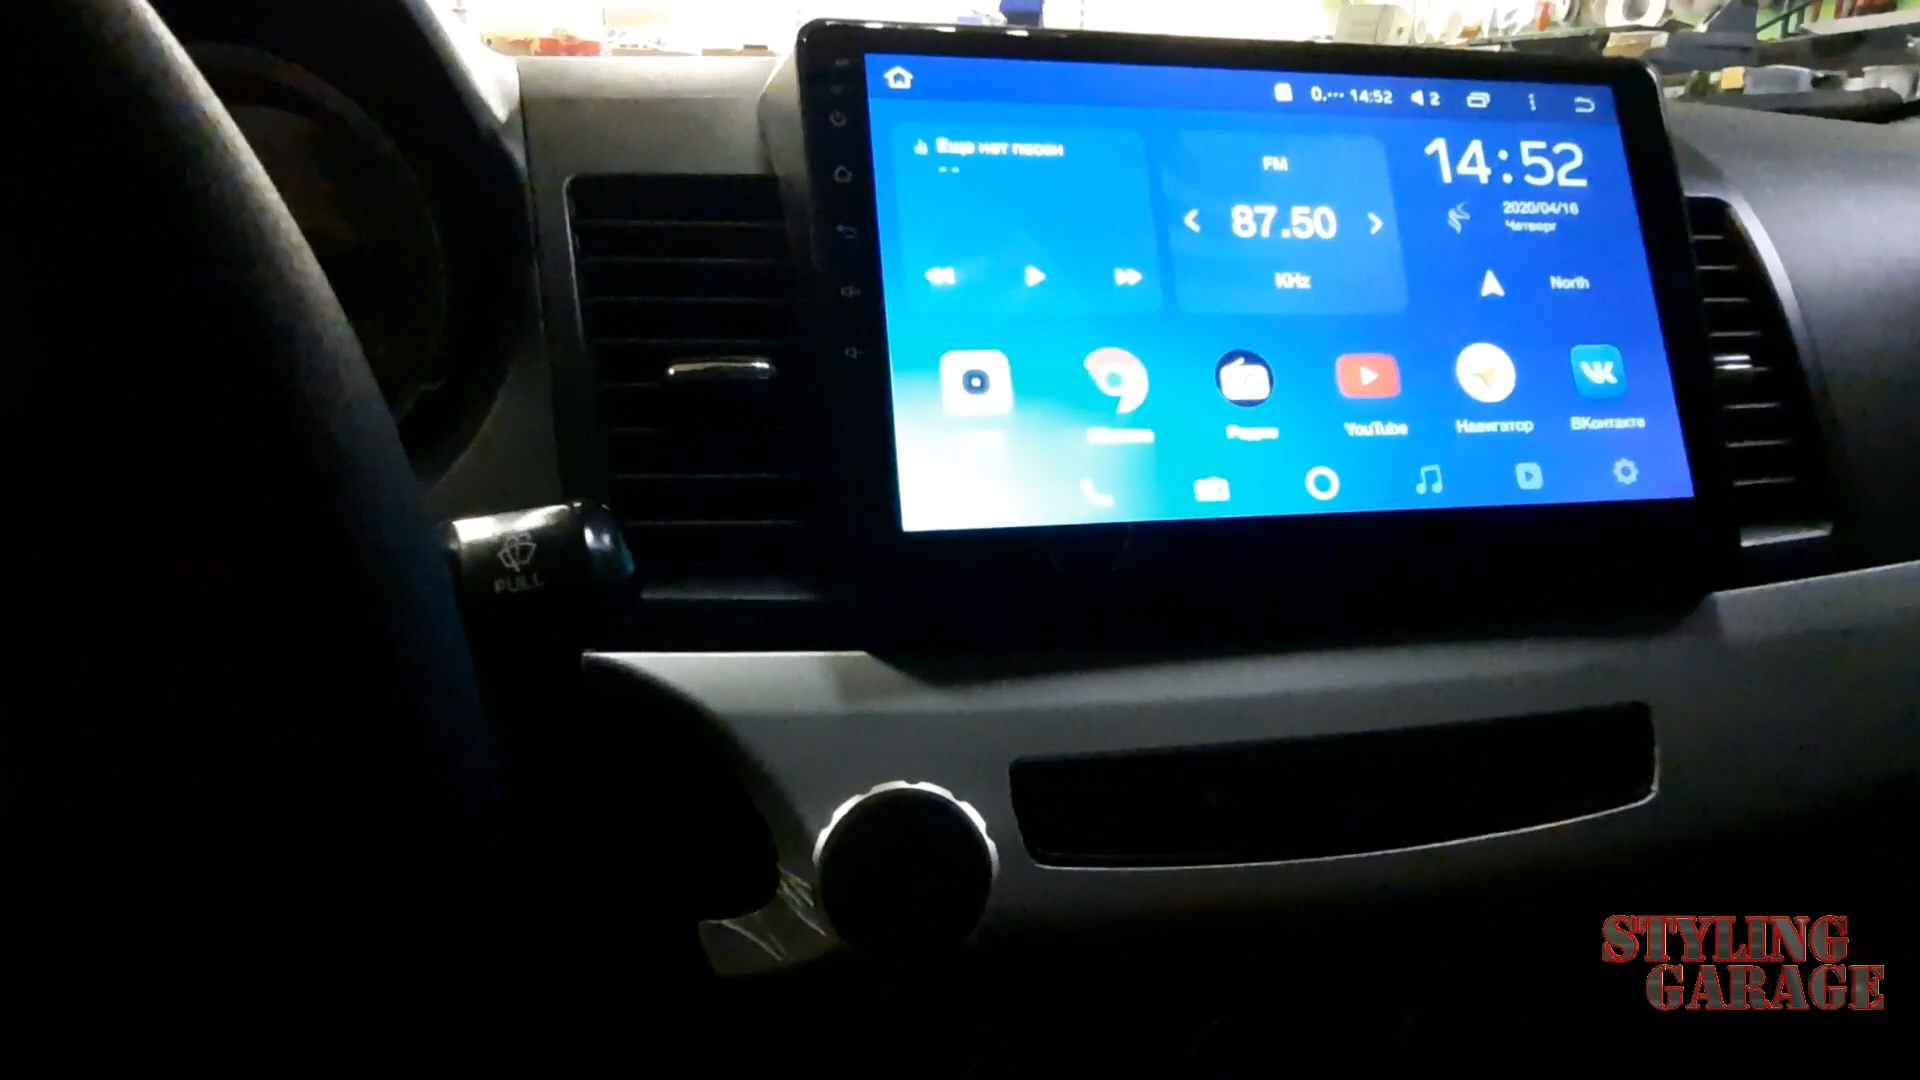 0.··· 14:52
2
Еще нет песен
--
FM
87.50
KHz
14:52
2020/04/16
Четверг
North
Радио
YouTube
Навигатор
ВКонтакте
PULL
STYLING
GARAGE